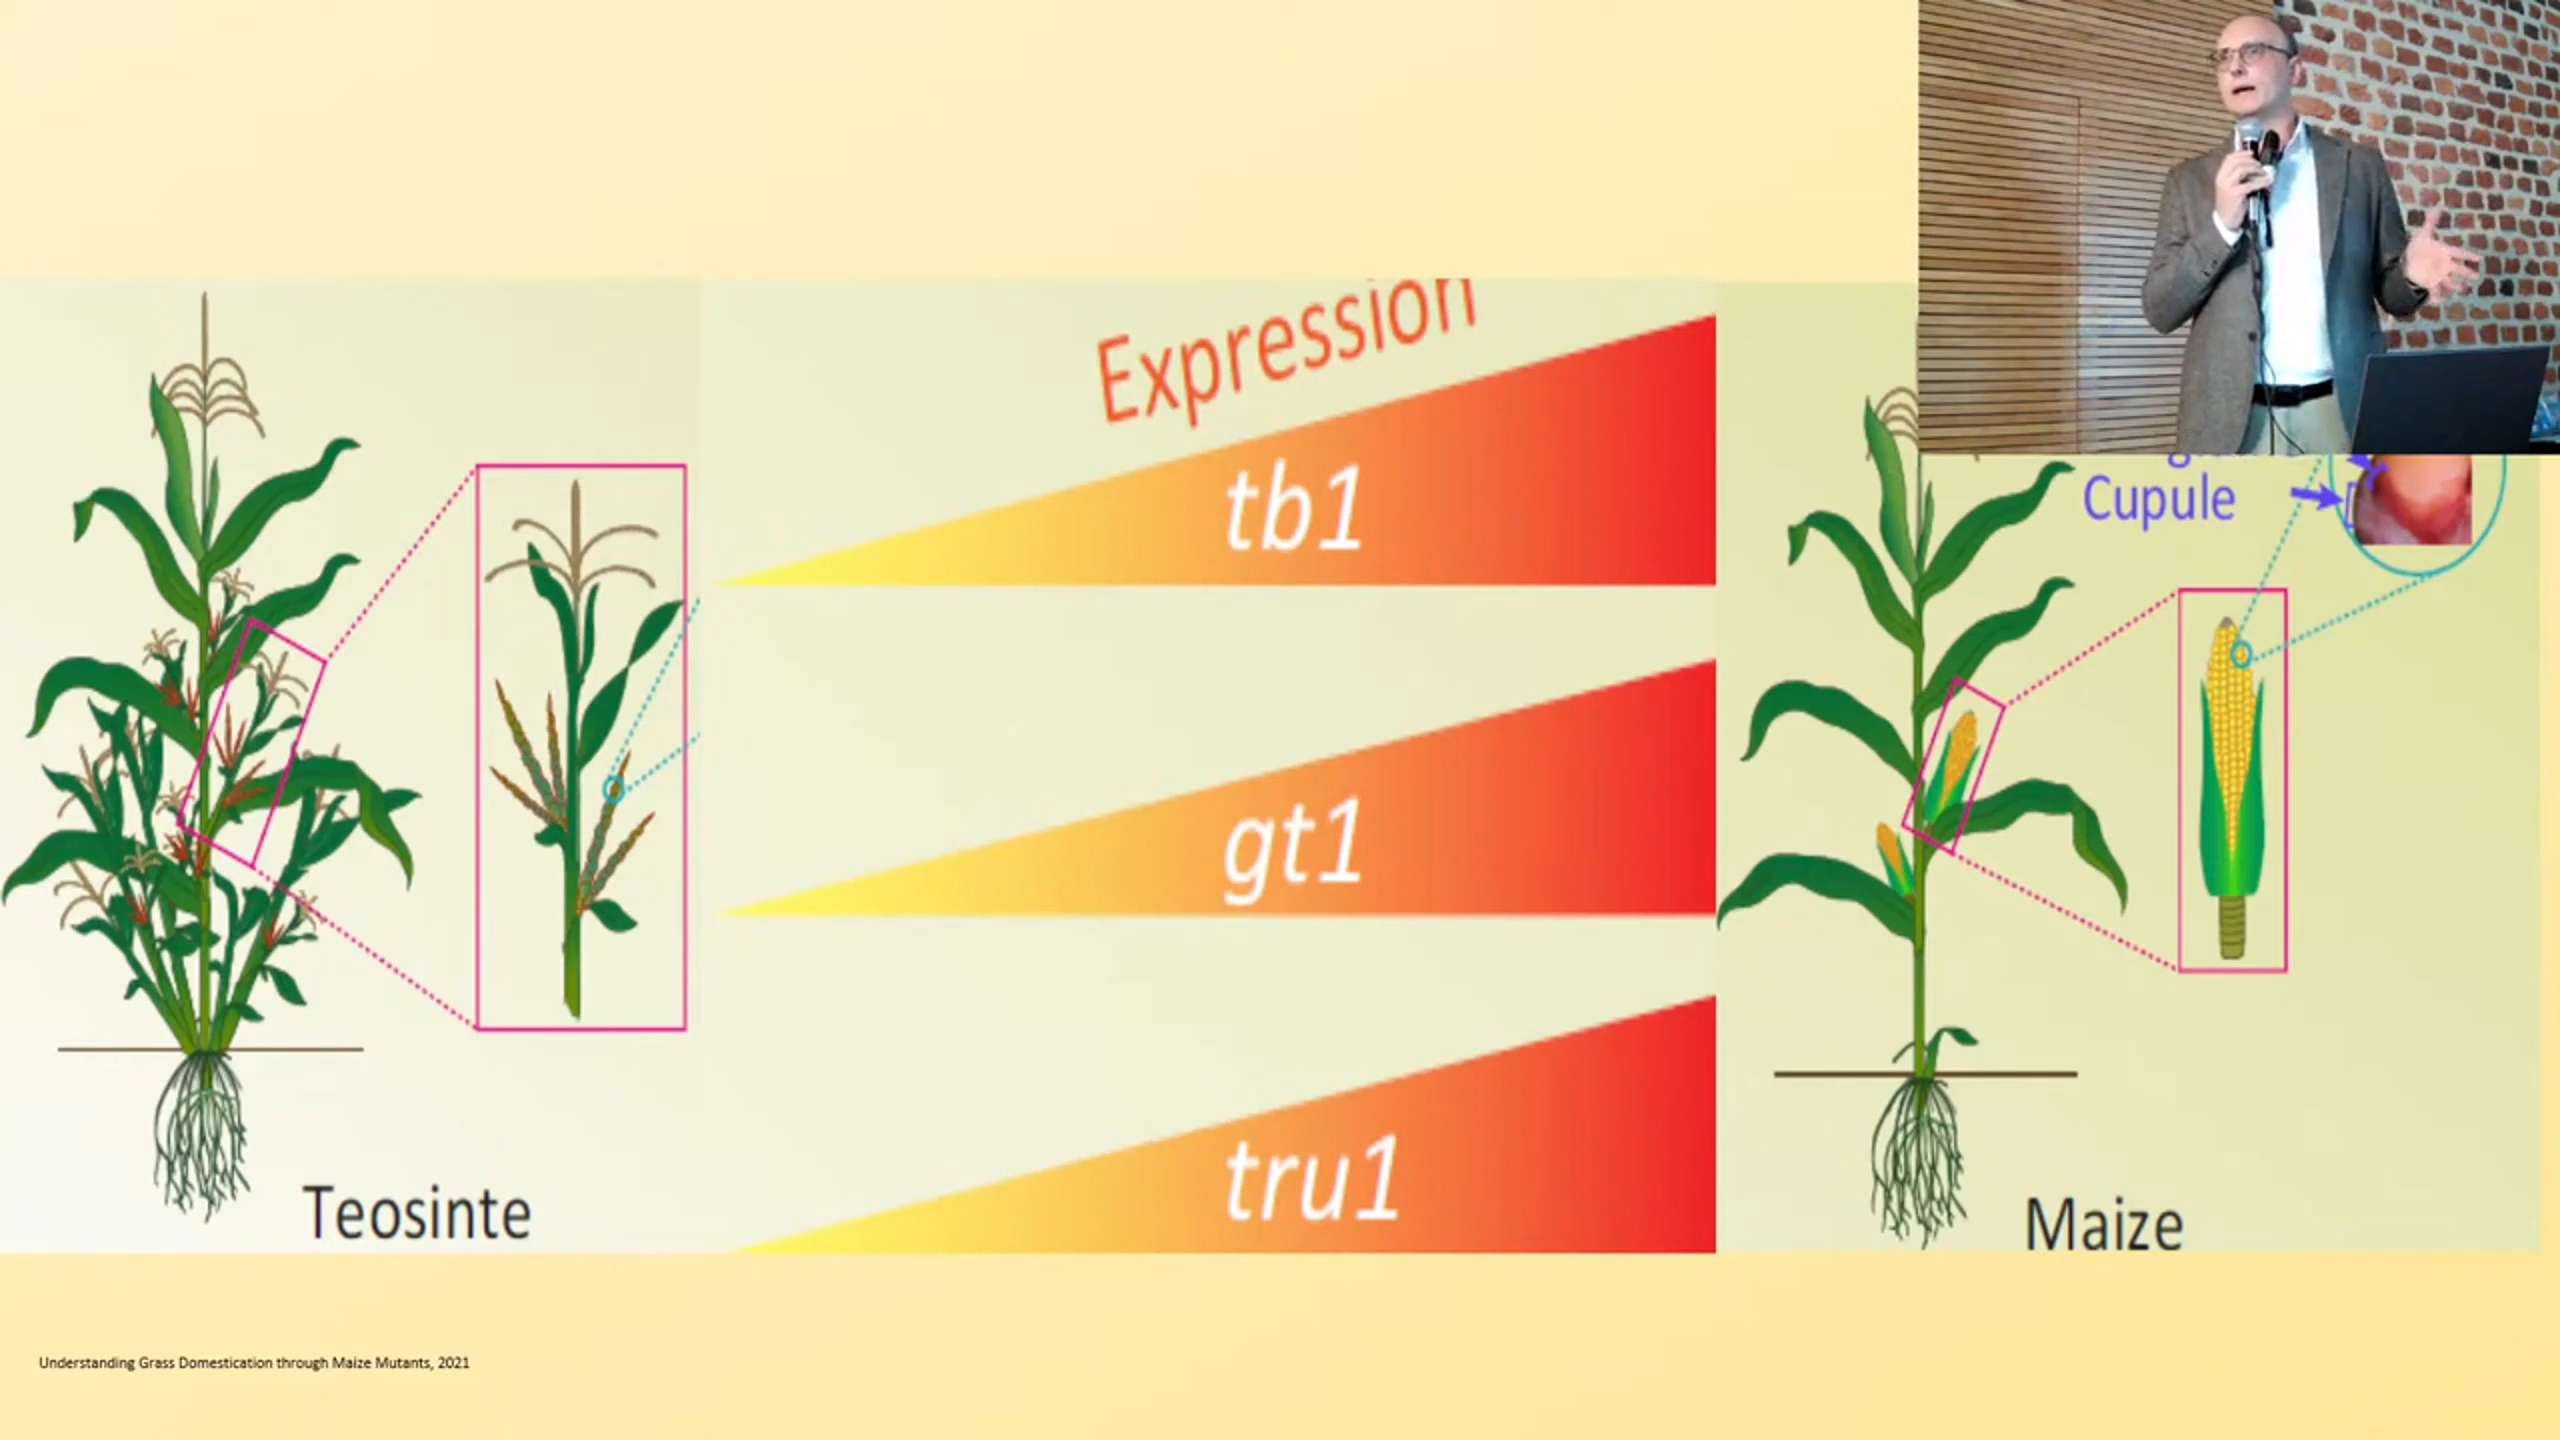 Expression
tb1
Cupule
gt1
tru1
Teosinte
Maize
Understanding Grass Domestication through Maize Mutants, 2021